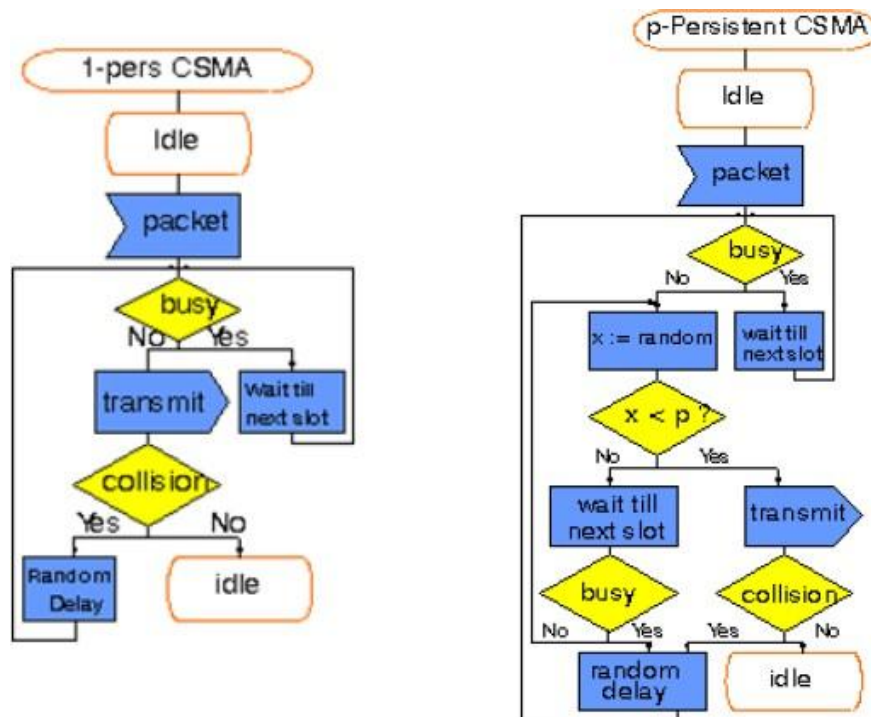 1-pers CSMA
Idle
packet
busy
No Yes
transmit
Wait till
next slot
collision
Yes No
Random
Delay
idle
p-Persistent CSMA
Idle
packet
busy
No Yes
x := random
wait till
next slot
x < p ?
No Yes
wait till
next slot
transmit
busy
collision
No Yes Yes No
random
delay
idle